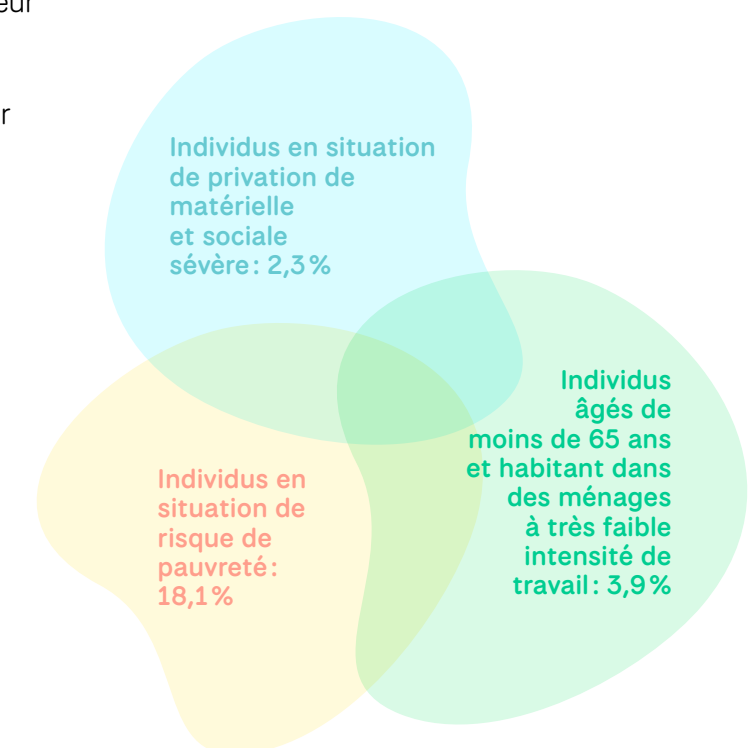 eur
r
Individus en situation
de privation de
matérielle
et sociale
sévère : 2,3 %
Individus
âgés de
moins de 65 ans
et habitant dans
des ménages
à très faible
intensité de
travail : 3,9 %
Individus en
situation de
risque de
pauvreté :
18,1 %